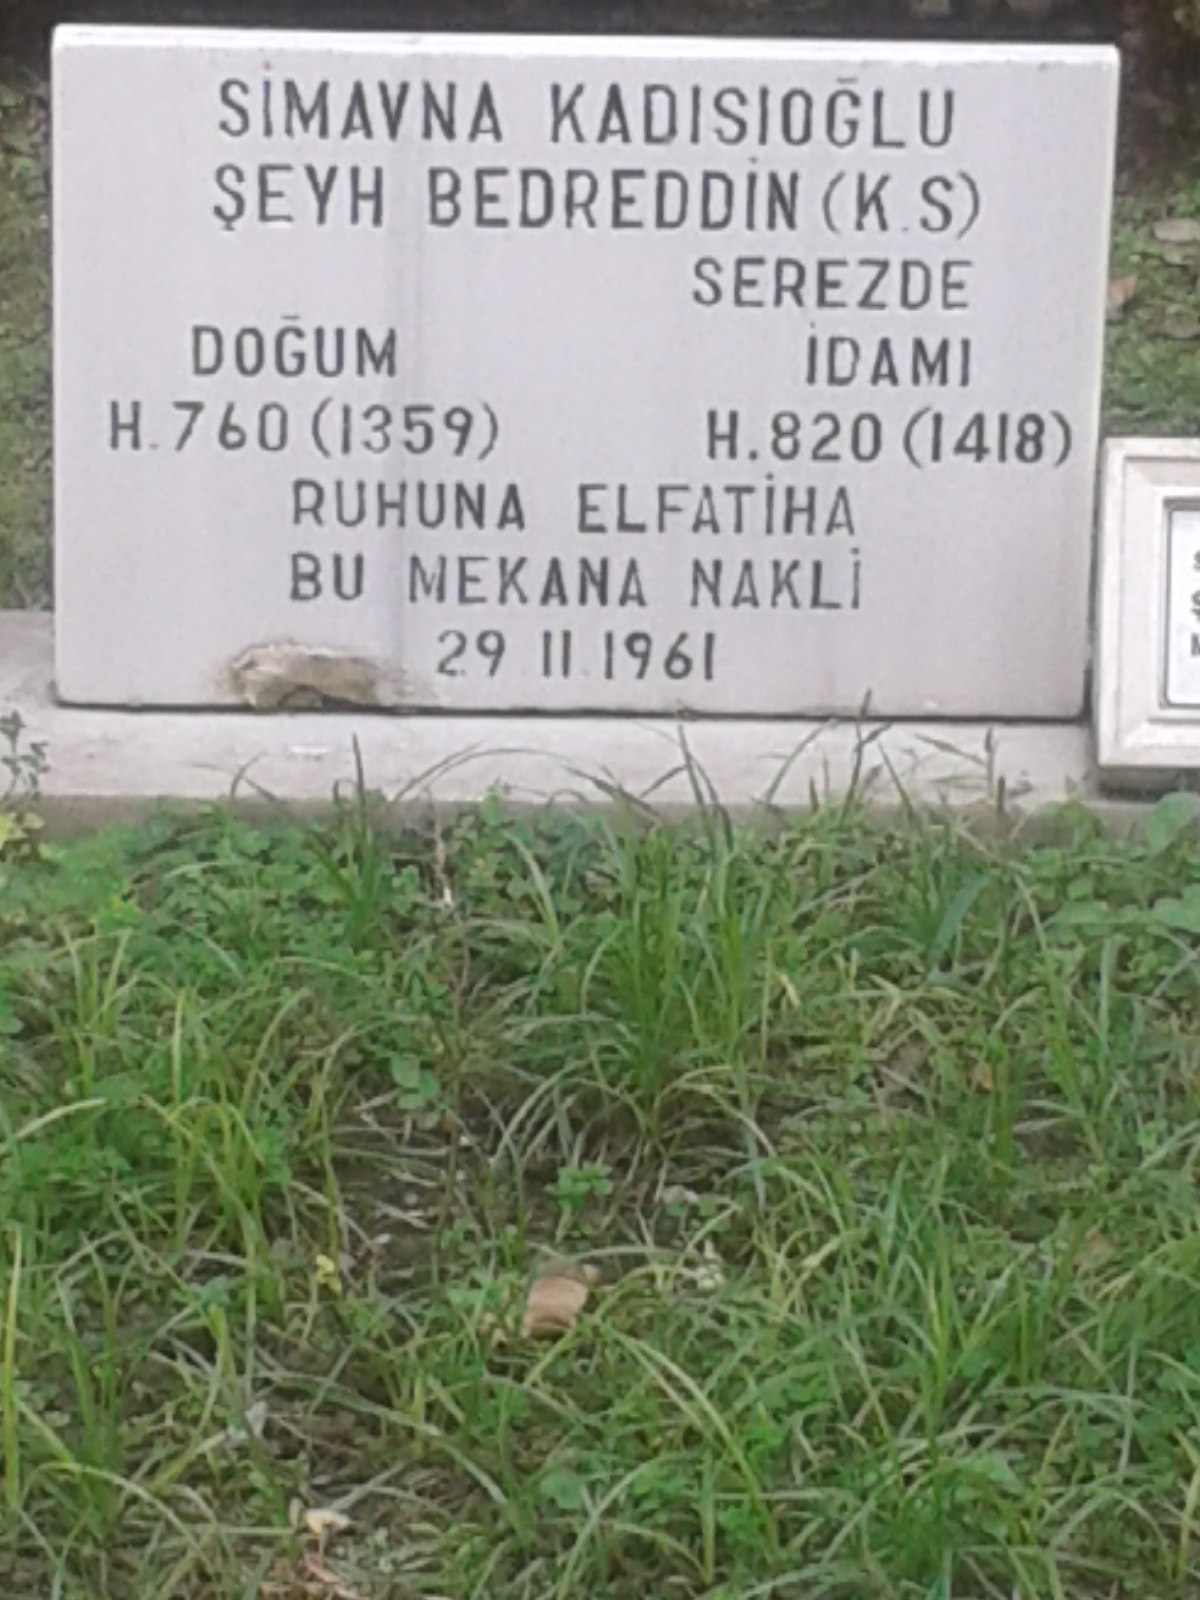 SİMAVNA KADISIOĞLU
ŞEYH BEDREDDİN (K.S)
SEREZDE
DOĞUM İDAMI
H.760 (1359) H.820 (1418)
RUHUNA ELFATİHA
BU MEKANA NAKLİ
29.11.1961